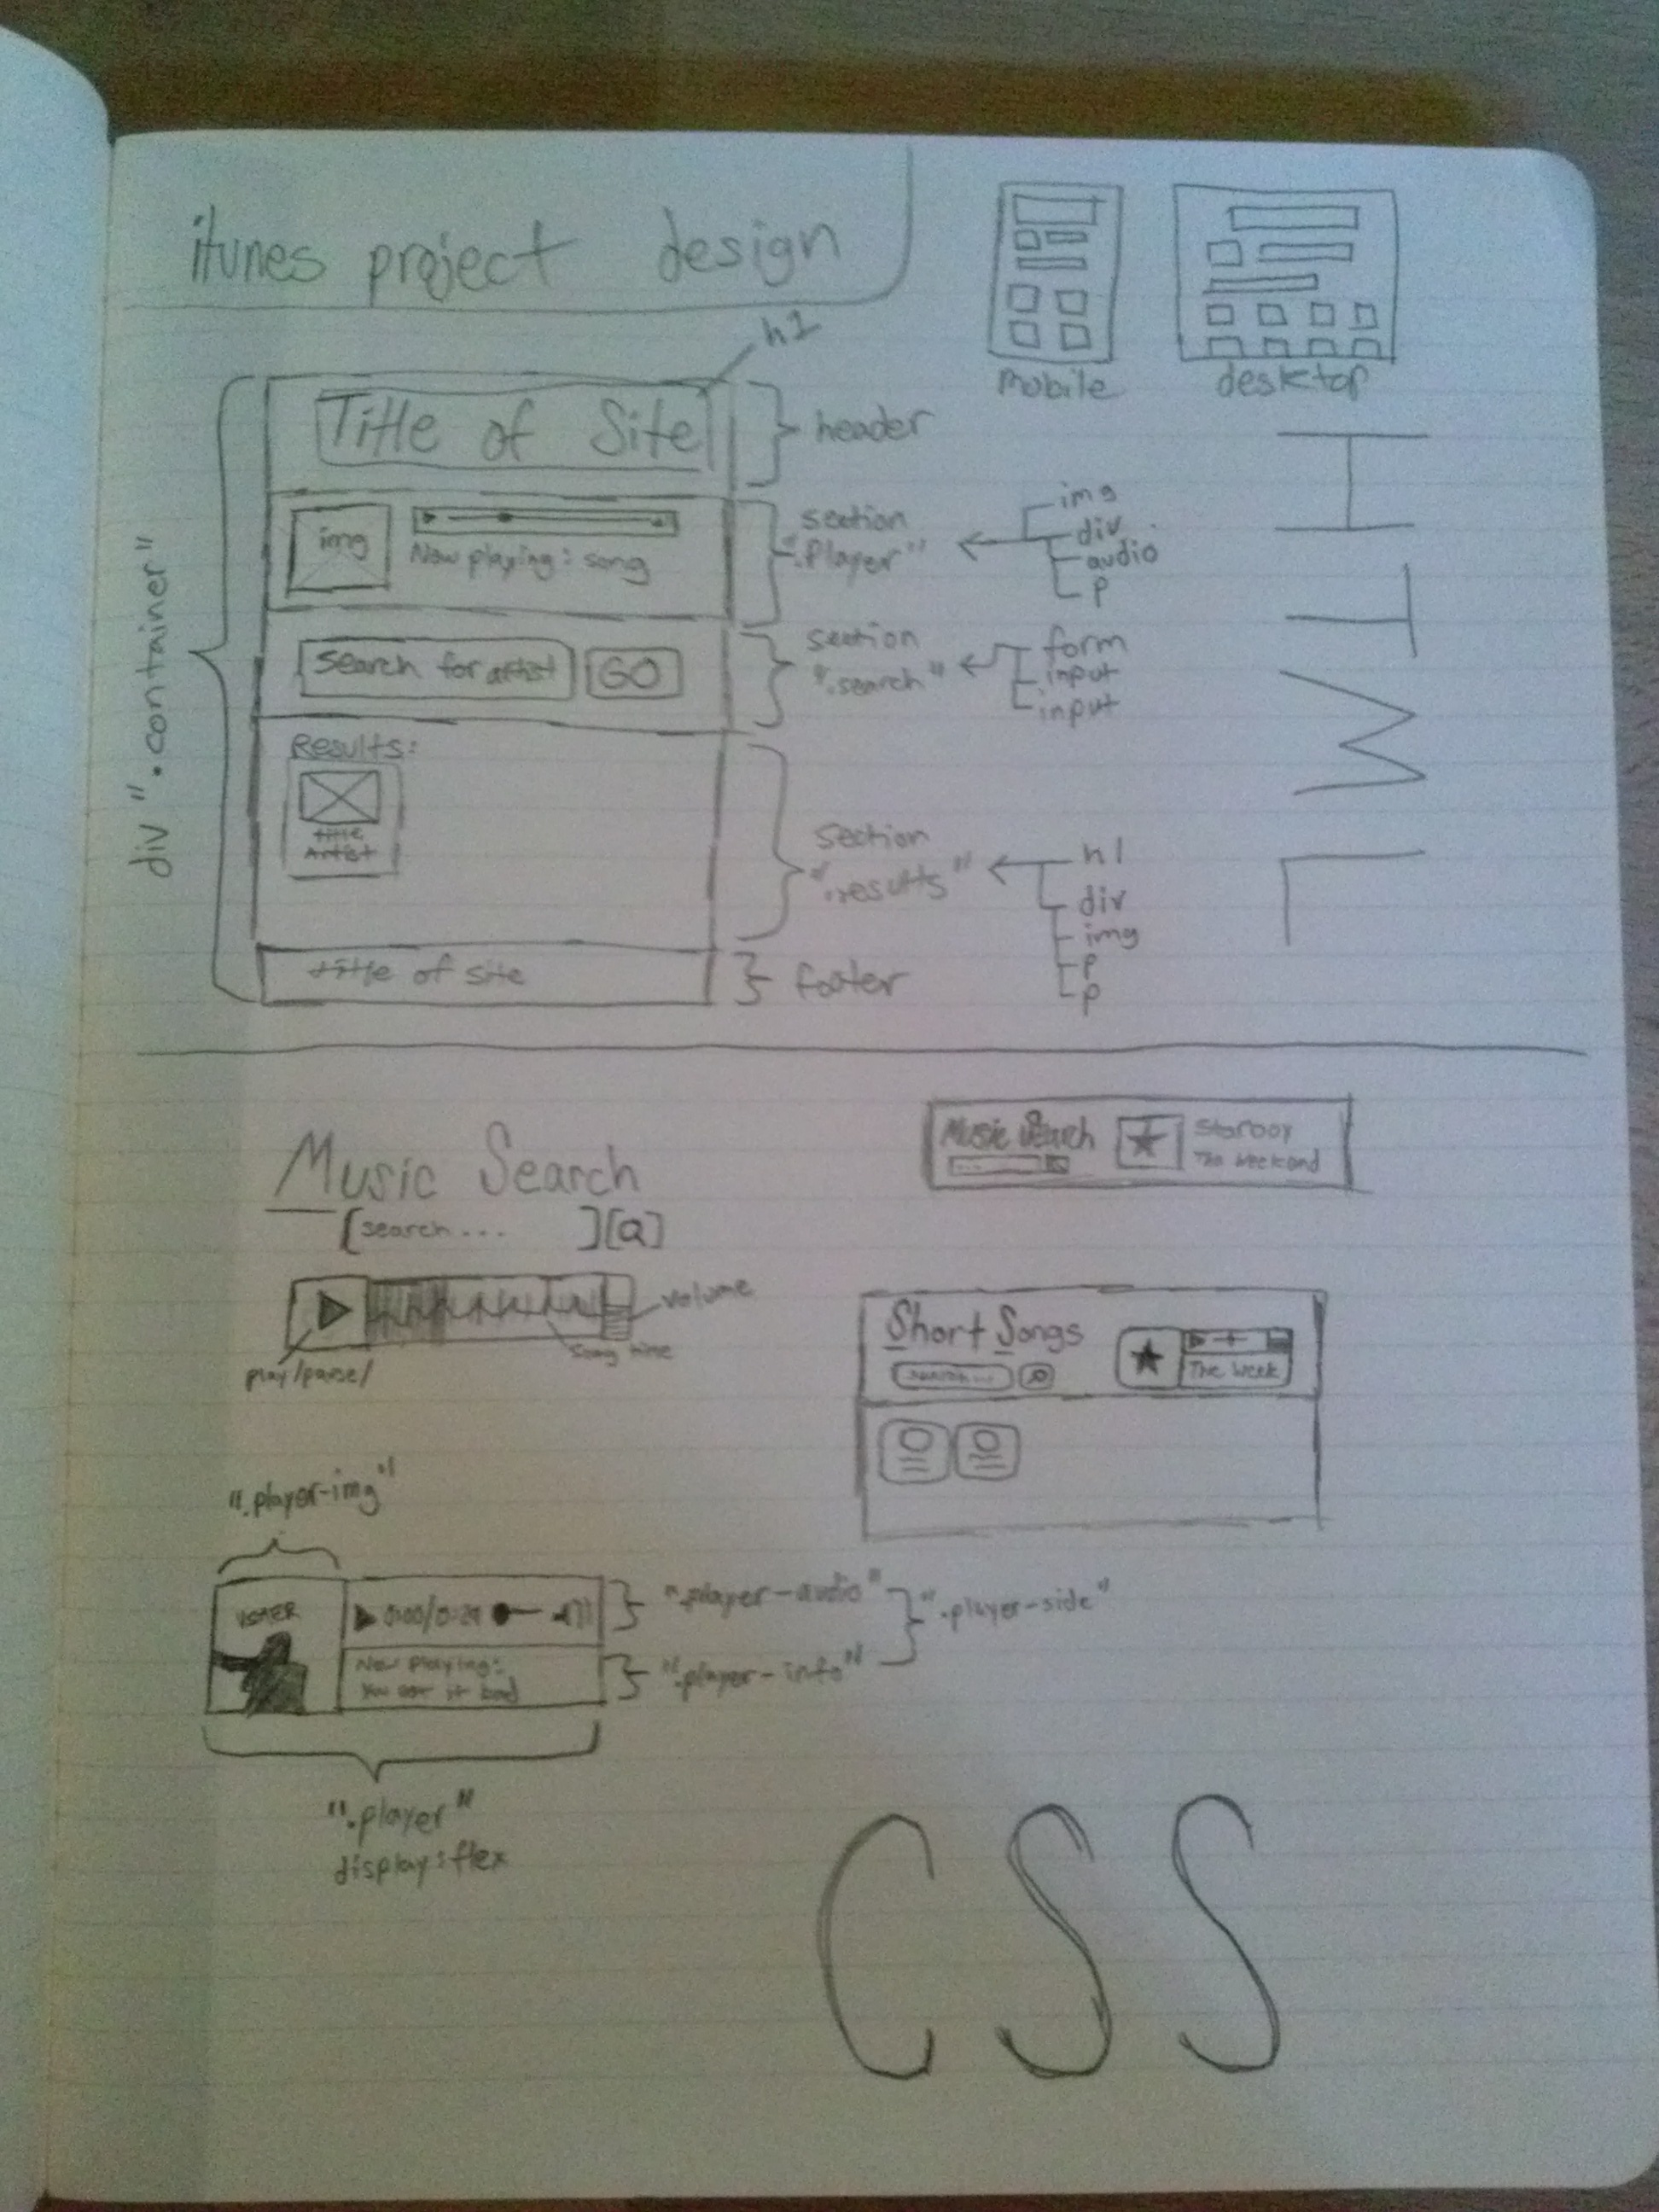 itunes project design
mobile
desktop
h1
Title of Site
header
div ".container"
img
Now playing: song
section
".Player"
img
div
audio
p
Search for artist
GO
section
".search"
form
input
input
Results:
title
Artist
section
".results"
h1
div
img
p
p
title of site
footer
HTML
Music Search
[search... ][Q]
volume
song time
play/pause/
Music Search
Starboy
The Weekend
Short Songs
search...
The Week
".player-img"
USHER
0:00/0:29
Now playing:
You got it bad
".player-audio"
".player-info"
".player-side"
".player"
display:flex
CSS